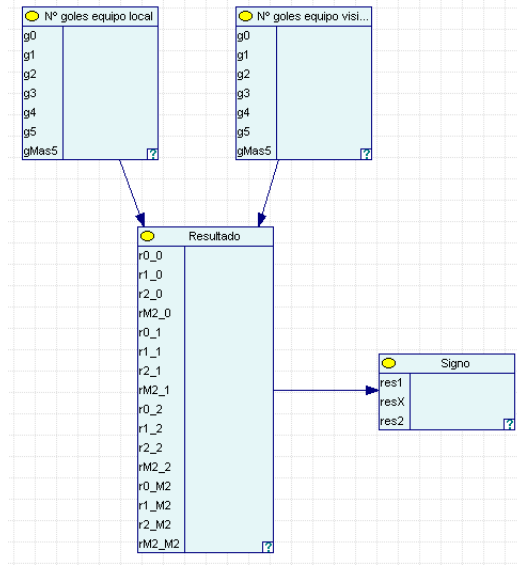 Nº goles equipo local
g0
g1
g2
g3
g4
g5
gMas5
?
Nº goles equipo visi...
g0
g1
g2
g3
g4
g5
gMas5
?
Resultado
r0_0
r1_0
r2_0
rM2_0
r0_1
r1_1
r2_1
rM2_1
r0_2
r1_2
r2_2
rM2_2
r0_M2
r1_M2
r2_M2
rM2_M2
?
Signo
res1
resX
res2
?